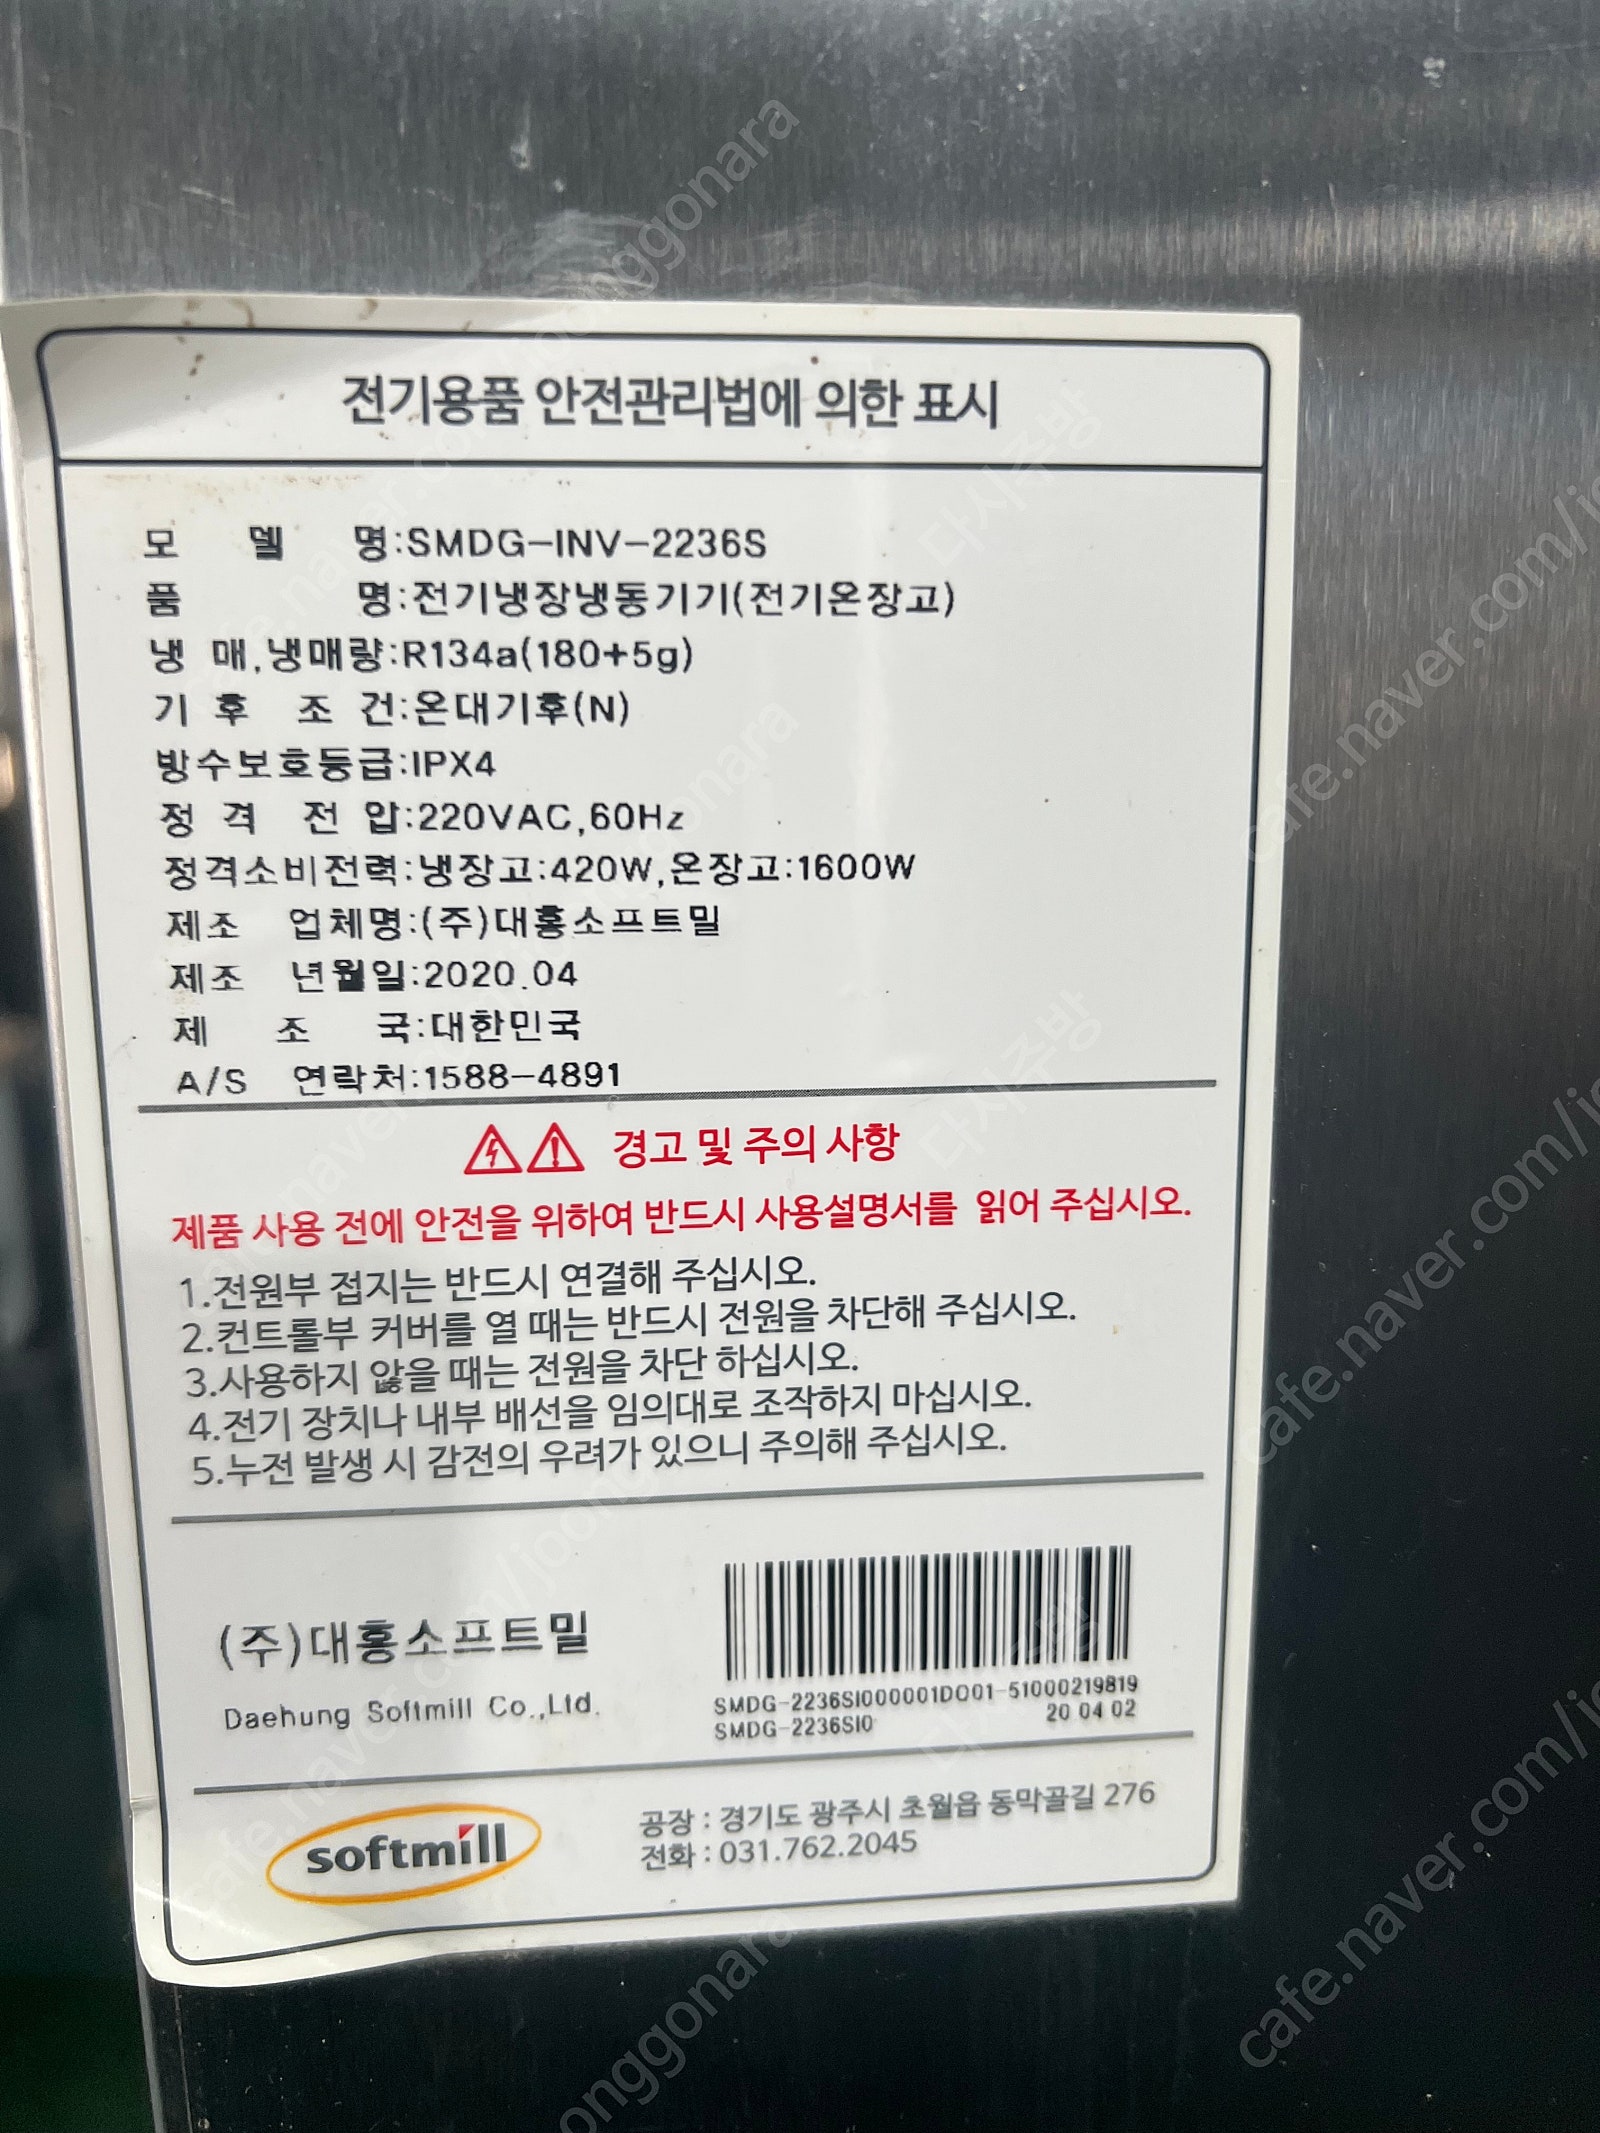 전기용품 안전관리법에 의한 표시
모 델 명:SMDG-INV-2236S
품 명:전기냉장냉동기기(전기온장고)
냉 매,냉매량:R134a(180+5g)
기 후 조 건:온대기후(N)
방수보호등급:IPX4
정 격 전 압:220VAC,60Hz
정격소비전력:냉장고:420W,온장고:1600W
제조 업체명:(주)대흥소프트밀
제조 년월일:2020.04
제 조 국:대한민국
A/S 연락처:1588-4891
경고 및 주의 사항
제품 사용 전에 안전을 위하여 반드시 사용설명서를 읽어 주십시오.
1.전원부 접지는 반드시 연결해 주십시오.
2.컨트롤부 커버를 열 때는 반드시 전원을 차단해 주십시오.
3.사용하지 않을 때는 전원을 차단 하십시오.
4.전기 장치나 내부 배선을 임의대로 조작하지 마십시오.
5.누전 발생 시 감전의 우려가 있으니 주의해 주십시오.
(주)대흥소프트밀
Daehung Softmill Co.,Ltd.
SMDG-2236SI000001D001-51000219819
20 04 02
SMDG-2236SI0
softmill
공장 : 경기도 광주시 초월읍 동막골길 276
전화 : 031.762.2045
cafe.naver.com/joonggonara
다시주방